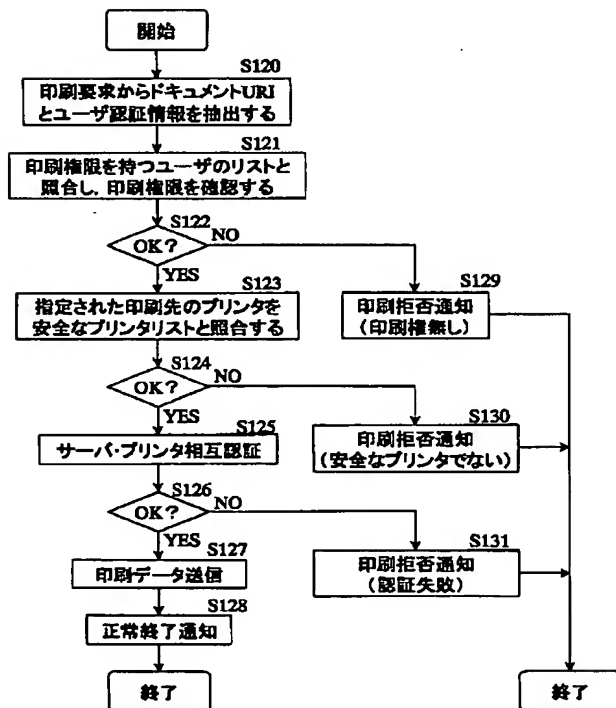 開始
S120
印刷要求からドキュメントURI
とユーザ認証情報を抽出する
S121
印刷権限を持つユーザのリストと
照合し,印刷権限を確認する
S122
OK?
NO
YES
S123
指定された印刷先のプリンタを
安全なプリンタリストと照合する
S129
印刷拒否通知
(印刷権無し)
S124
OK?
NO
YES
S125
サーバ・プリンタ相互認証
S130
印刷拒否通知
(安全なプリンタでない)
S126
OK?
NO
YES
S127
印刷データ送信
S131
印刷拒否通知
(認証失敗)
S128
正常終了通知
終了
終了